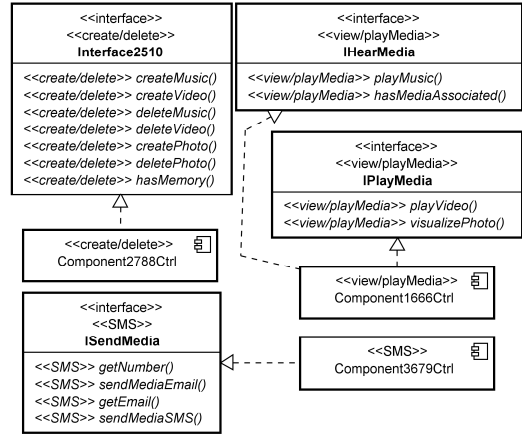 <<interface>>
<<create/delete>>
Interface2510
<<create/delete>> createMusic()
<<create/delete>> createVideo()
<<create/delete>> deleteMusic()
<<create/delete>> deleteVideo()
<<create/delete>> createPhoto()
<<create/delete>> deletePhoto()
<<create/delete>> hasMemory()
<<interface>>
<<view/playMedia>>
IHearMedia
<<view/playMedia>> playMusic()
<<view/playMedia>> hasMediaAssociated()
<<interface>>
<<view/playMedia>>
IPlayMedia
<<view/playMedia>> playVideo()
<<view/playMedia>> visualizePhoto()
<<create/delete>>
Component2788Ctrl
<<view/playMedia>>
Component1666Ctrl
<<interface>>
<<SMS>>
ISendMedia
<<SMS>> getNumber()
<<SMS>> sendMediaEmail()
<<SMS>> getEmail()
<<SMS>> sendMediaSMS()
<<SMS>>
Component3679Ctrl